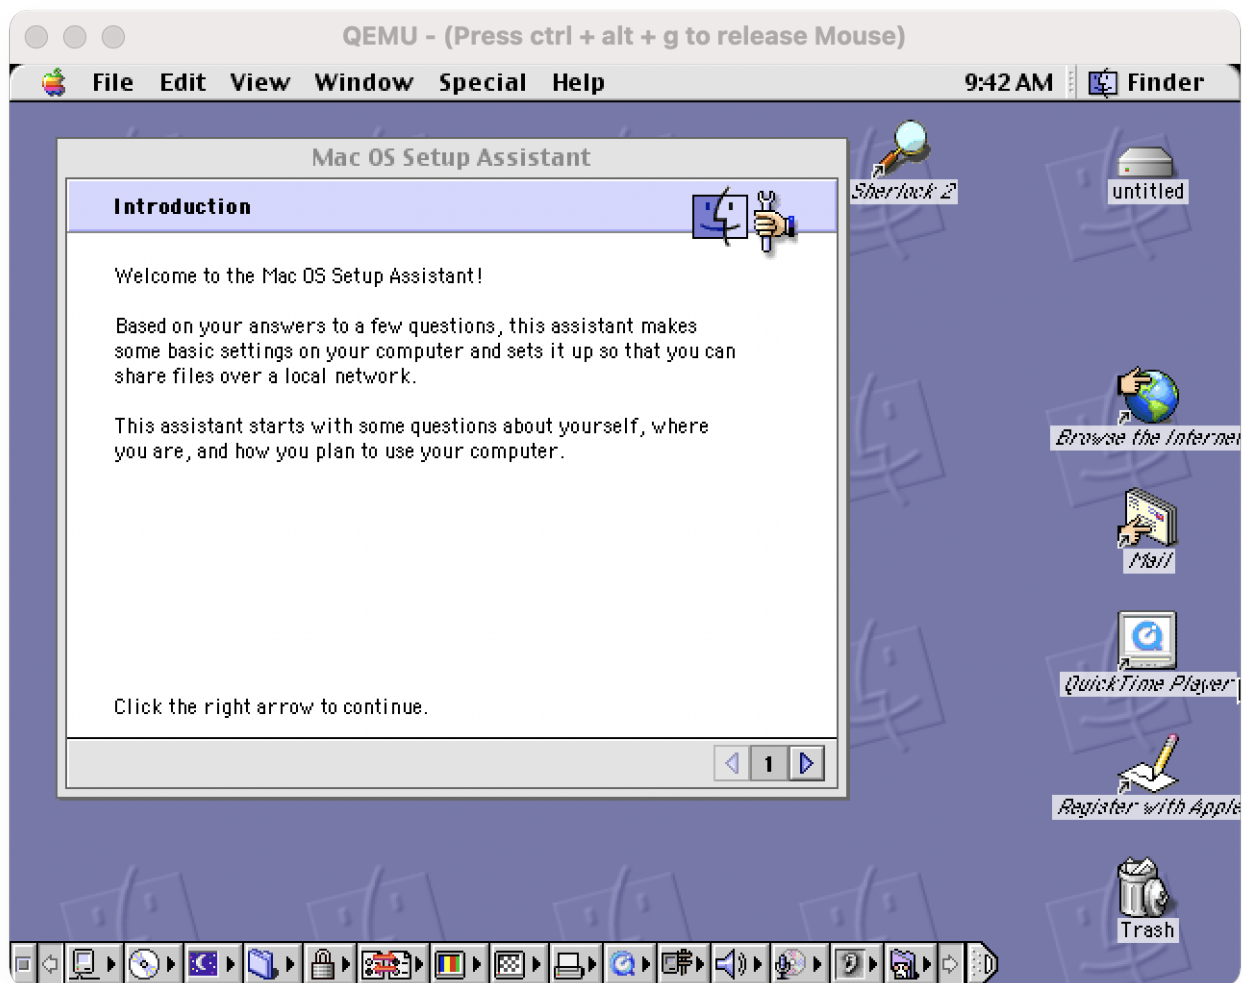 QEMU - (Press ctrl + alt + g to release Mouse)
File Edit View Window Special Help 9:42 AM Finder
Mac OS Setup Assistant
Introduction
Sherlock 2
untitled
Welcome to the Mac OS Setup Assistant!
Based on your answers to a few questions, this assistant makes
some basic settings on your computer and sets it up so that you can
share files over a local network.
This assistant starts with some questions about yourself, where
you are, and how you plan to use your computer.
Browse the Internet
Mail
QuickTime Player
Click the right arrow to continue.
1
Register with Apple
Trash